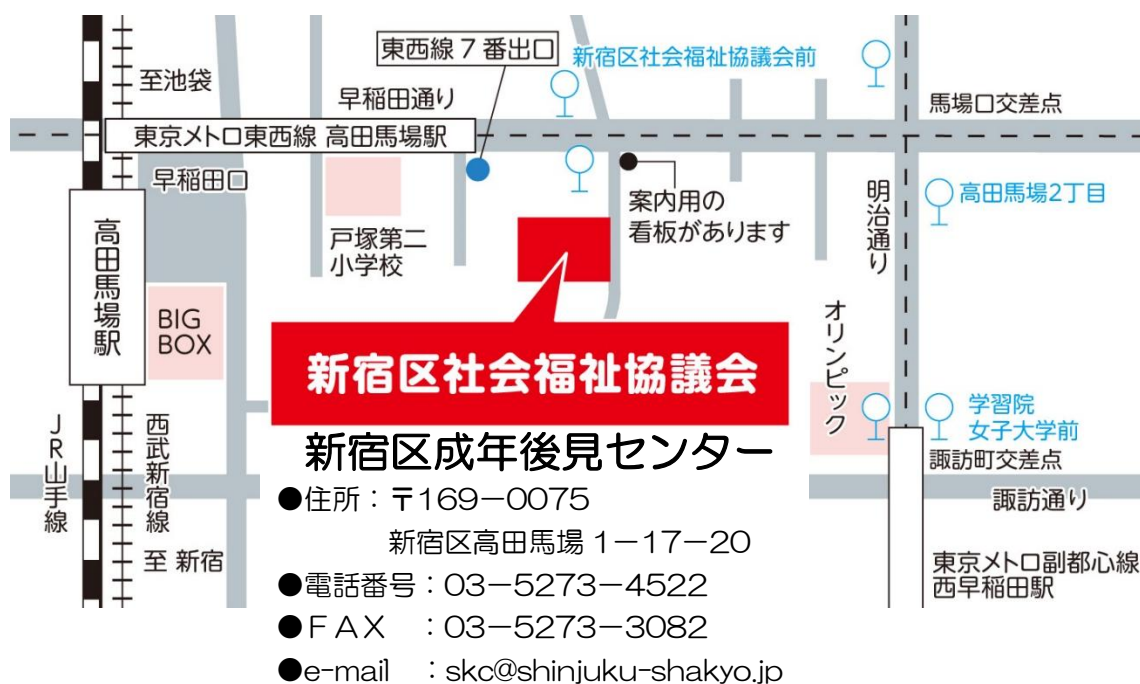 東西線7番出口
新宿区社会福祉協議会前
至池袋
早稲田通り
馬場口交差点
東京メトロ東西線 高田馬場駅
早稲田口
案内用の
看板があります
明治通り
高田馬場2丁目
戸塚第二
小学校
高田馬場駅
BIG
BOX
オリンピック
新宿区社会福祉協議会
学習院
女子大学前
JR山手線
西武新宿線
新宿区成年後見センター
諏訪町交差点
●住所：〒169－0075
諏訪通り
新宿区高田馬場1－17－20
至 新宿
東京メトロ副都心線
西早稲田駅
●電話番号：03－5273－4522
●FAX　：03－5273－3082
●e-mail　：skc@shinjuku-shakyo.jp